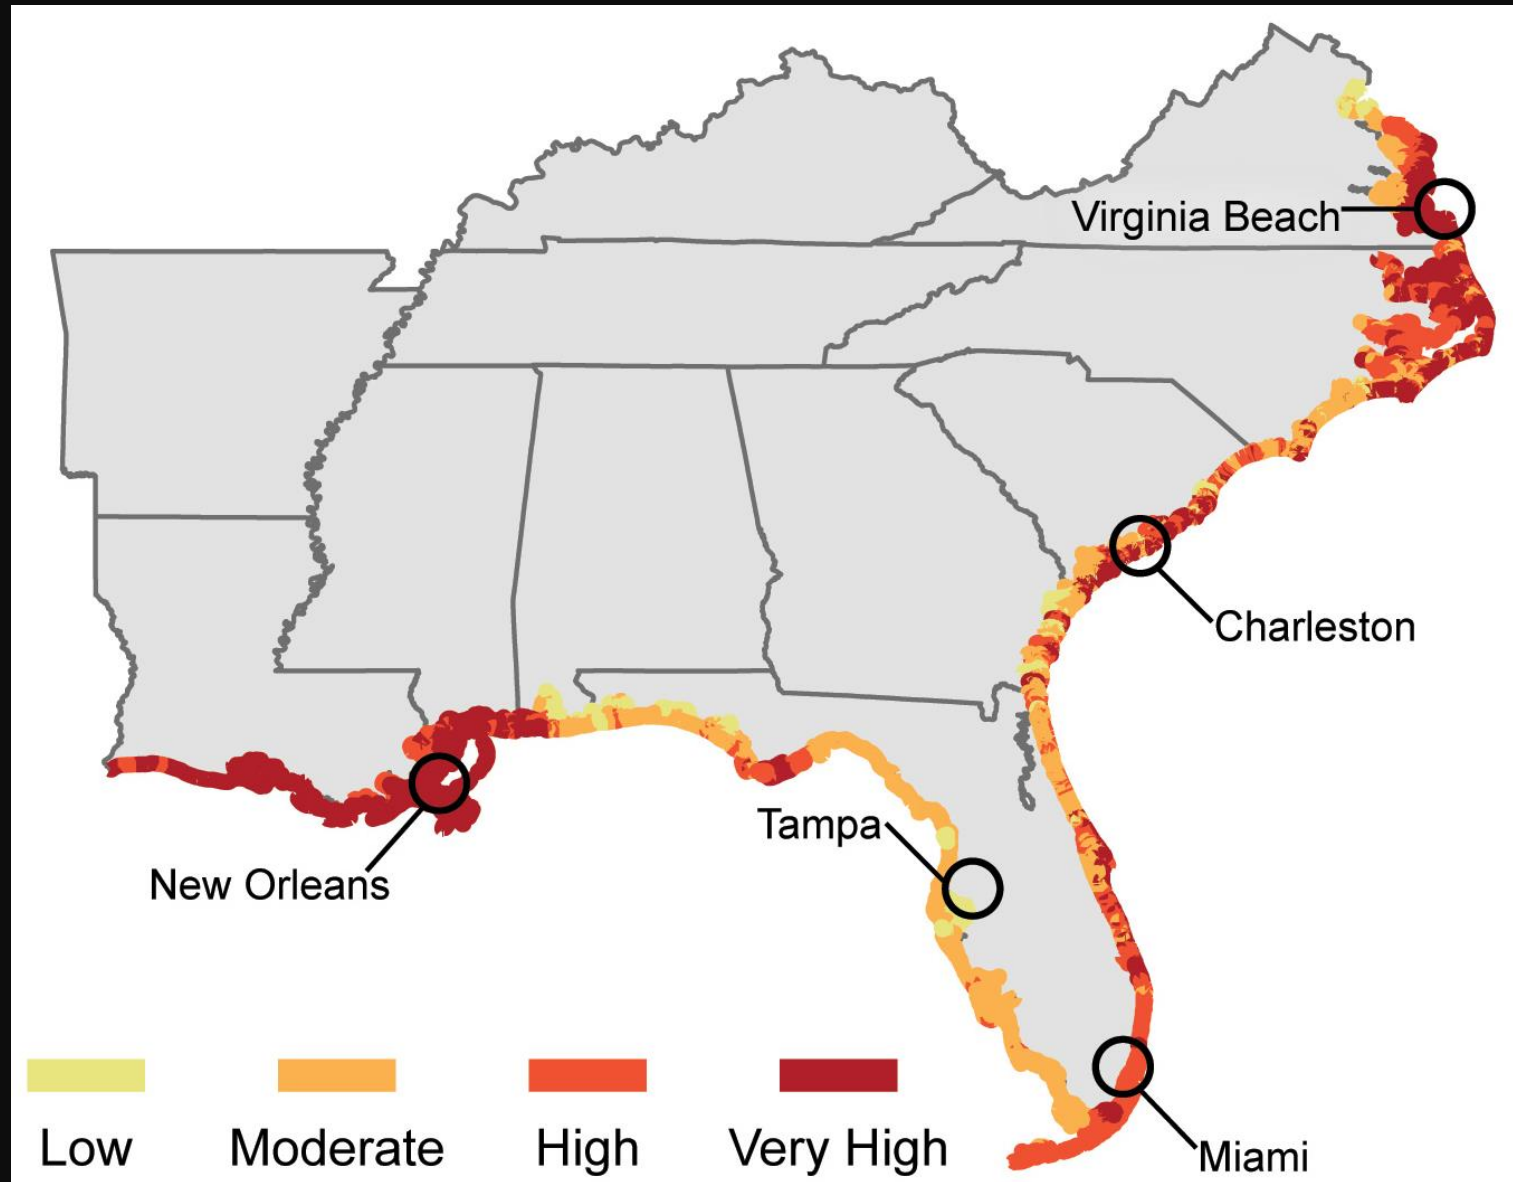 Virginia Beach
Charleston
Tampa
New Orleans
Miami
Low
Moderate
High
Very High